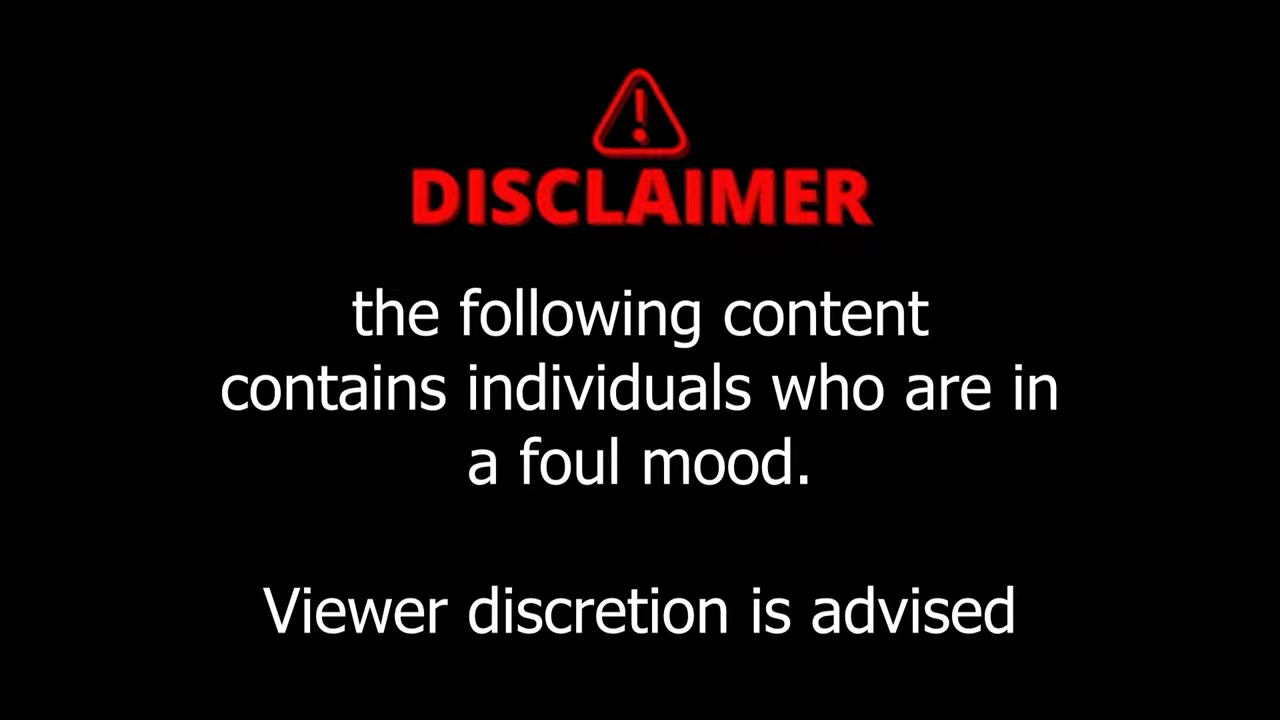 DISCLAIMER
the following content
contains individuals who are in
a foul mood.
Viewer discretion is advised